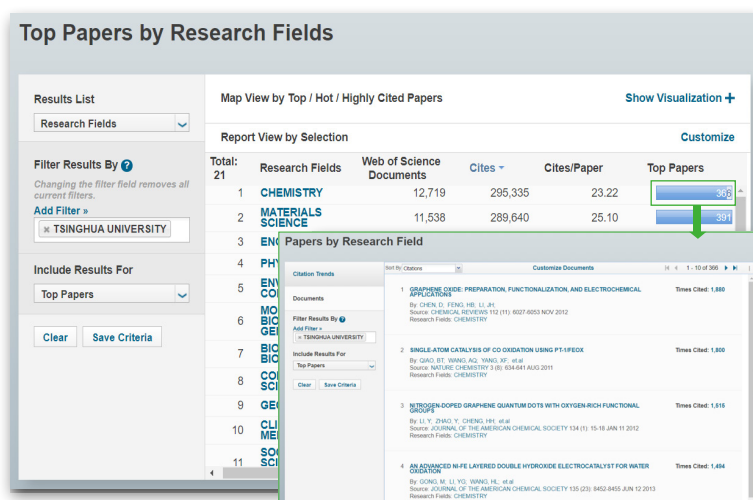 Top Papers by Research Fields
Results List
Research Fields
Filter Results By ?
Changing the filter field removes all
current filters.
Add Filter »
× TSINGHUA UNIVERSITY
Include Results For
Top Papers
Clear Save Criteria
Map View by Top / Hot / Highly Cited Papers Show Visualization +
Report View by Selection Customize
Total:
21
Research Fields
Web of Science
Documents
Cites
Cites/Paper
Top Papers
1 CHEMISTRY 12,719 295,335 23.22 366
2 MATERIALS
SCIENCE 11,538 289,640 25.10 391
3
4
5
6
7
8
9
10
11
Papers by Research Field
Citation Trends
Documents
Filter Results By ?
Add Filter »
× TSINGHUA UNIVERSITY
Include Results For
Top Papers
Clear Save Criteria
Sort By Citations Customize Documents 1 - 10 of 366
1 GRAPHENE OXIDE: PREPARATION, FUNCTIONALIZATION, AND ELECTROCHEMICAL
APPLICATIONS
Times Cited: 1,880
By: CHEN, D; FENG, HB; LI, JH;
Source: CHEMICAL REVIEWS 112 (11): 6027-6053 NOV 2012
Research Fields: CHEMISTRY
2 SINGLE-ATOM CATALYSIS OF CO OXIDATION USING PT-1/FEOX
Times Cited: 1,800
By: QIAO, BT; WANG, AQ; YANG, XF; et.al
Source: NATURE CHEMISTRY 3 (8): 634-641 AUG 2011
Research Fields: CHEMISTRY
3 NITROGEN-DOPED GRAPHENE QUANTUM DOTS WITH OXYGEN-RICH FUNCTIONAL
GROUPS
Times Cited: 1,515
By: LI, Y; ZHAO, Y; CHENG, HH; et.al
Source: JOURNAL OF THE AMERICAN CHEMICAL SOCIETY 134 (1): 15-18 JAN 11 2012
Research Fields: CHEMISTRY
4 AN ADVANCED NI-FE LAYERED DOUBLE HYDROXIDE ELECTROCATALYST FOR WATER
OXIDATION
Times Cited: 1,494
By: GONG, M; LI, YG; WANG, HL; et.al
Source: JOURNAL OF THE AMERICAN CHEMICAL SOCIETY 135 (23): 8452-8455 JUN 12 2013
Research Fields: CHEMISTRY